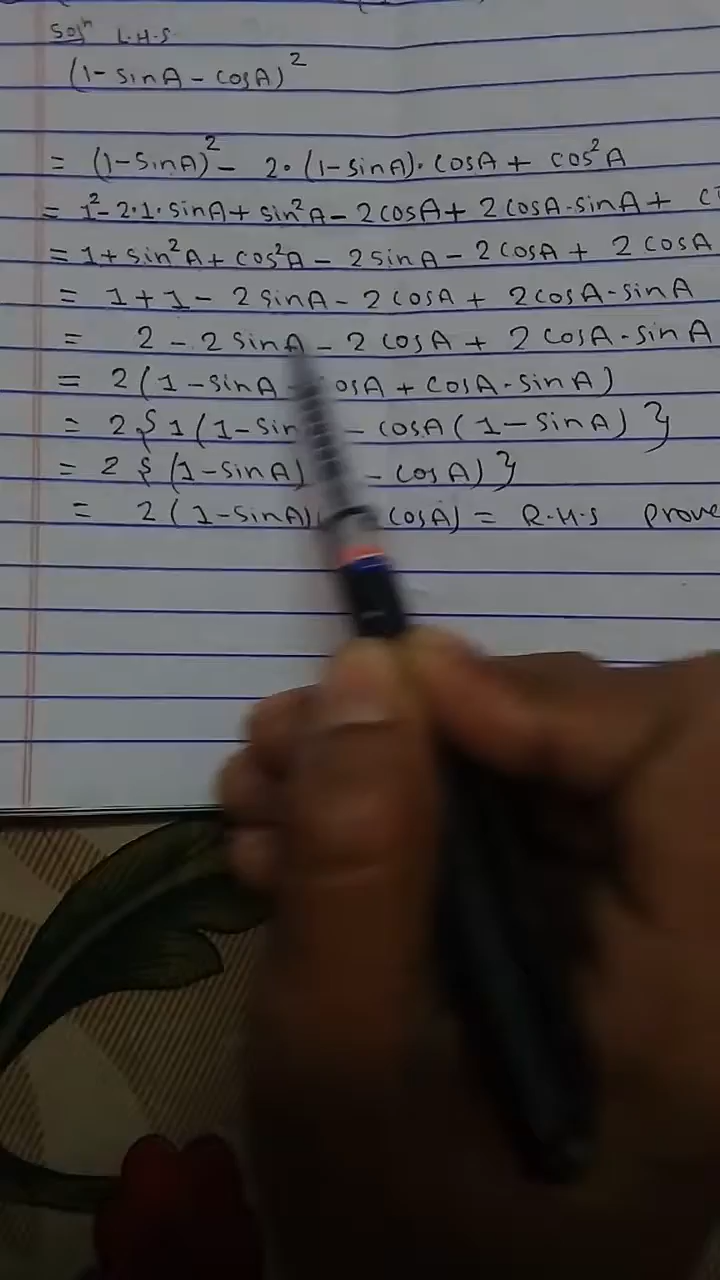 Solⁿ L.H.S
(1-sinA-cosA)²
= (1-sinA)² - 2·(1-sinA)·cosA + cos²A
= 1²-2·1·sinA + sin²A - 2cosA + 2cosA·sinA +
= 1+sin²A + cos²A - 2sinA - 2cosA + 2cosA
= 1+1- 2sinA - 2cosA + 2cosA·sinA
= 2 - 2sinA - 2cosA + 2cosA·sinA
= 2(1-sinA osA + cosA·sinA)
= 2{1(1-sin - cosA(1-sinA)}
= 2{(1-sinA) - cosA)}
= 2(1-sinA) cosA) = R.H.S Prove